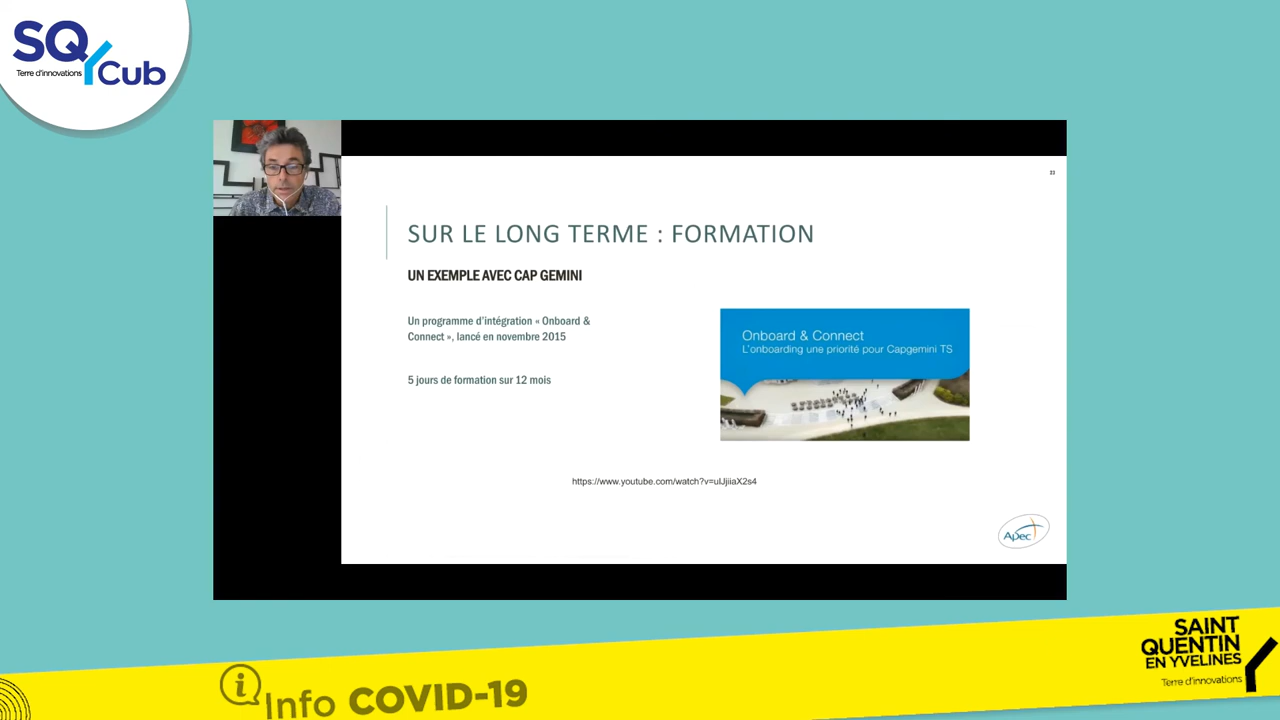 SQY Cub
Terre d'innovations
23
SUR LE LONG TERME : FORMATION
UN EXEMPLE AVEC CAP GEMINI
Un programme d'intégration « Onboard &
Connect », lancé en novembre 2015
5 jours de formation sur 12 mois
Onboard & Connect
L'onboarding une priorité pour Capgemini TS
https://www.youtube.com/watch?v=uIJjiiaX2s4
Apec
SAINT
QUENTIN
EN YVELINES
Terre d'innovations
i Info COVID-19